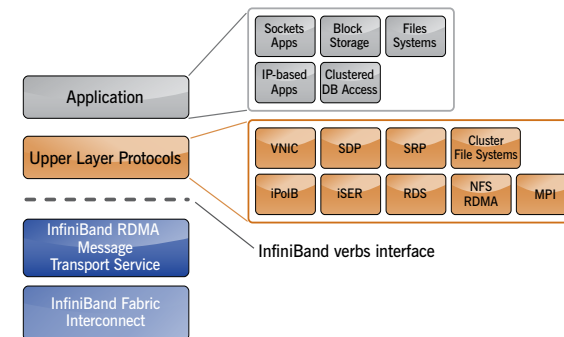 Sockets
Apps
Block
Storage
Files
Systems
IP-based
Apps
Clustered
DB Access
Application
Upper Layer Protocols
VNIC
SDP
SRP
Cluster
File Systems
iPoIB
iSER
RDS
NFS
RDMA
MPI
InfiniBand verbs interface
InfiniBand RDMA
Message
Transport Service
InfiniBand Fabric
Interconnect